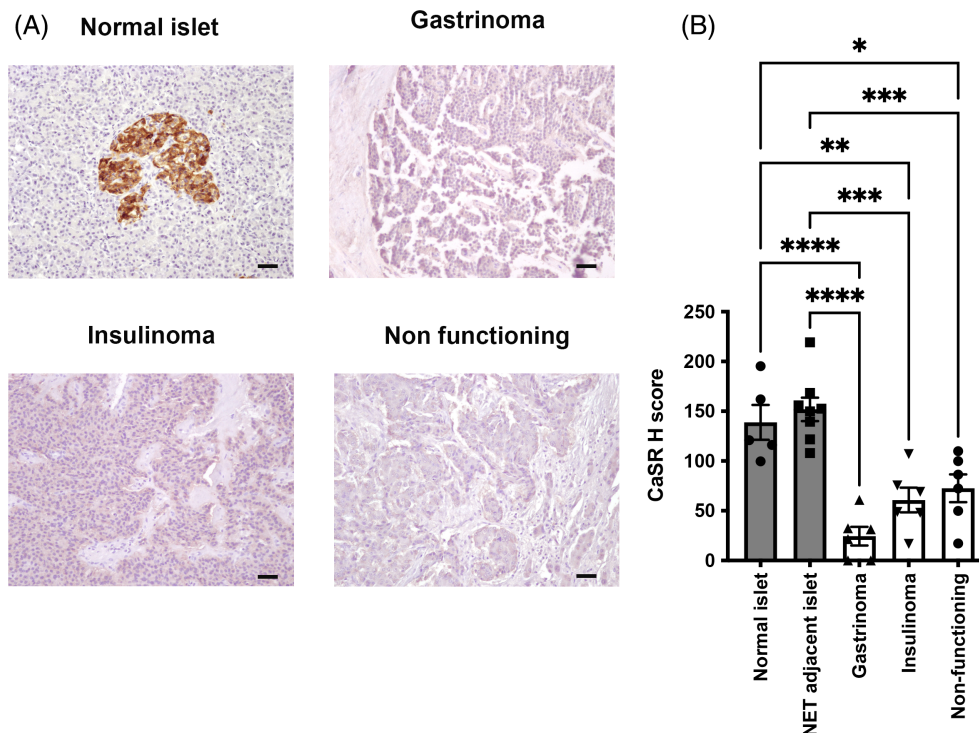 (A)
Normal islet
Gastrinoma
Insulinoma
Non functioning
(B)
*
***
**
***
****
****
CaSR H score
250
200
150
100
50
0
Normal islet
NET adjacent islet
Gastrinoma
Insulinoma
Non-functioning